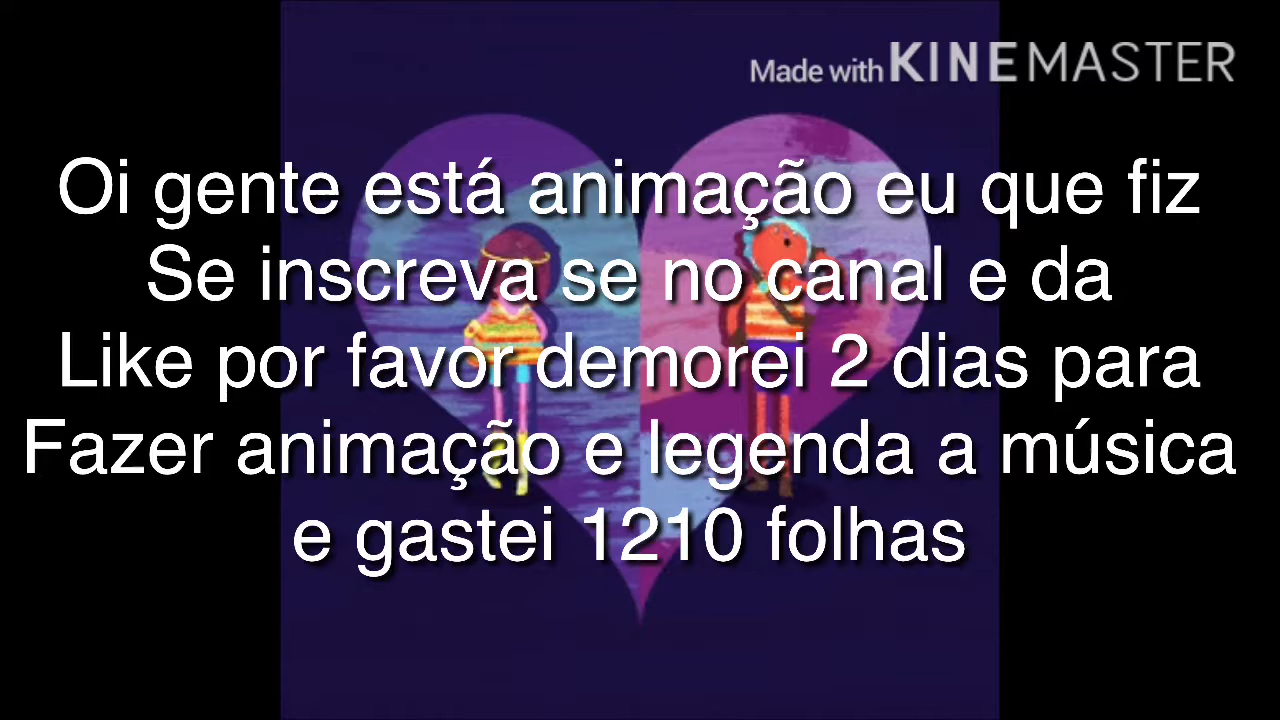 Made with KINEMASTER
Oi gente está animação eu que fiz
Se inscreva se no canal e da
Like por favor demorei 2 dias para
Fazer animação e legenda a música
e gastei 1210 folhas